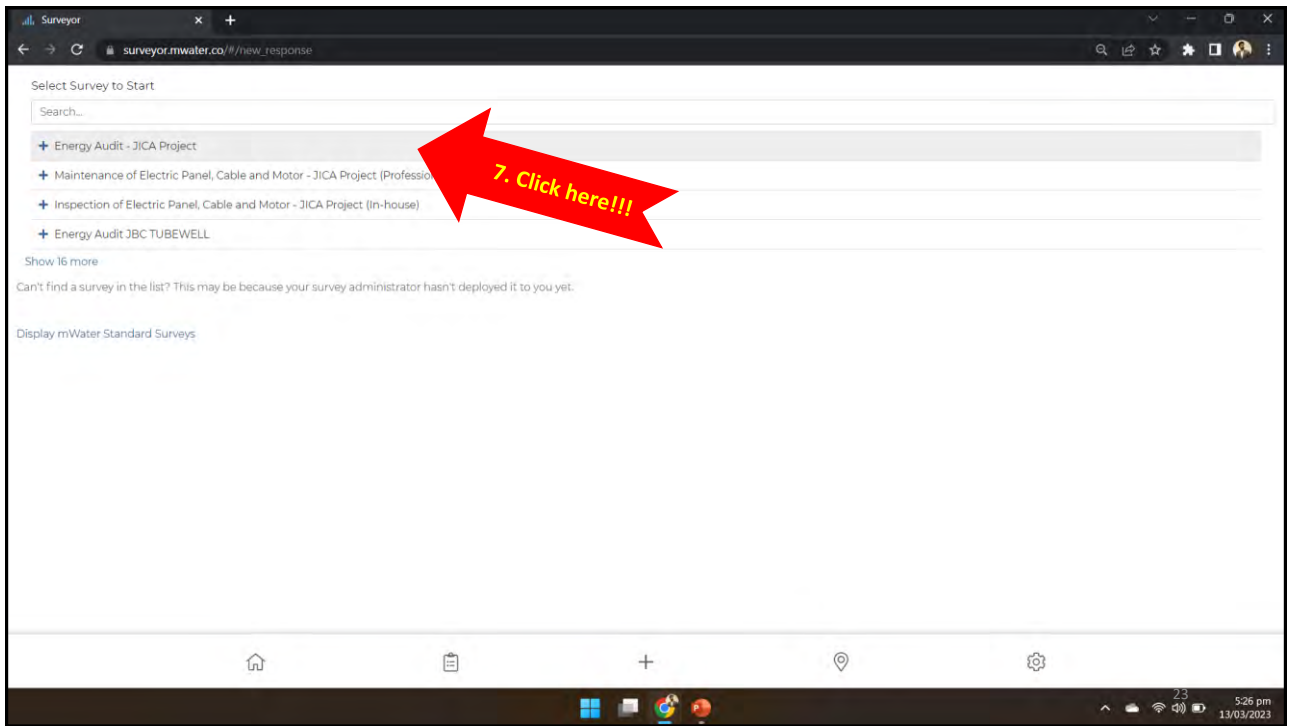 Surveyor
surveyor.mwater.co/#/new_response
Select Survey to Start
Search...
+ Energy Audit - JICA Project
+ Maintenance of Electric Panel, Cable and Motor - JICA Project (Professio
+ Inspection of Electric Panel, Cable and Motor - JICA Project (In-house)
+ Energy Audit JBC TUBEWELL
7. Click here!!!
Show 16 more
Can't find a survey in the list? This may be because your survey administrator hasn't deployed it to you yet.
Display mWater Standard Surveys
23
5:26 pm
13/03/2023